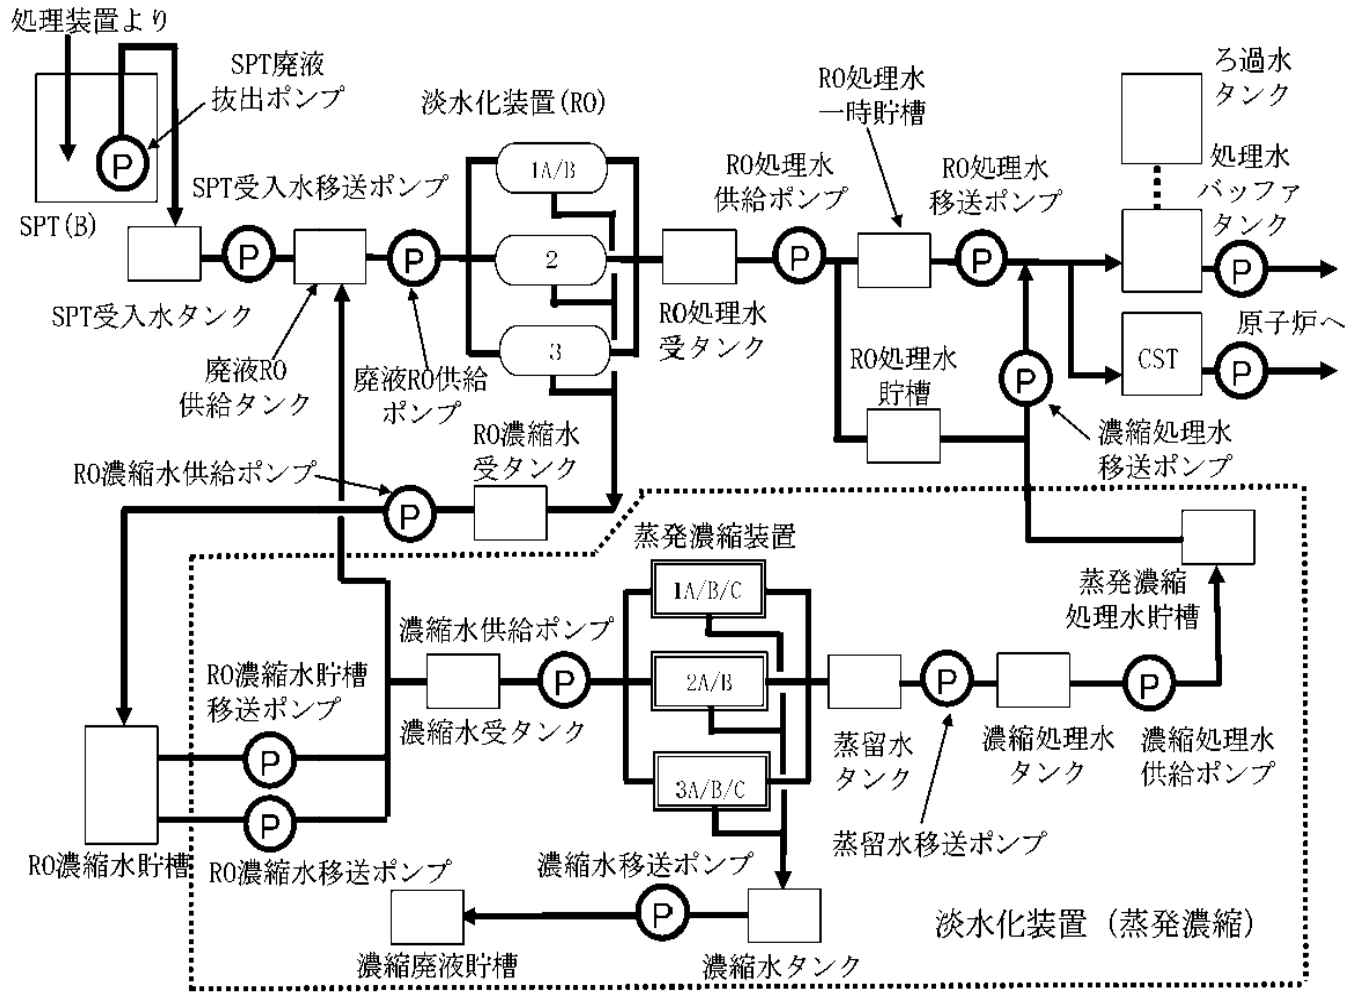 処理装置より
SPT廃液
抜出ポンプ
P
SPT(B)
SPT受入水移送ポンプ
P
SPT受入水タンク
廃液RO
供給タンク
P
廃液RO供給
ポンプ
淡水化装置(RO)
1A/B
2
3
RO処理水
受タンク
RO処理水
供給ポンプ
P
RO処理水
一時貯槽
RO処理水
移送ポンプ
P
RO処理水
貯槽
ろ過水
タンク
処理水
バッファ
タンク
P
原子炉へ
CST
P
P
濃縮処理水
移送ポンプ
RO濃縮水
受タンク
RO濃縮水供給ポンプ
P
蒸発濃縮装置
1A/B/C
2A/B
3A/B/C
蒸発濃縮
処理水貯槽
濃縮水供給ポンプ
P
濃縮水受タンク
RO濃縮水貯槽
移送ポンプ
P
P
RO濃縮水貯槽
RO濃縮水移送ポンプ
蒸留水
タンク
P
蒸留水移送ポンプ
濃縮処理水
タンク
P
濃縮処理水
供給ポンプ
濃縮水移送ポンプ
P
濃縮廃液貯槽
濃縮水タンク
淡水化装置（蒸発濃縮）